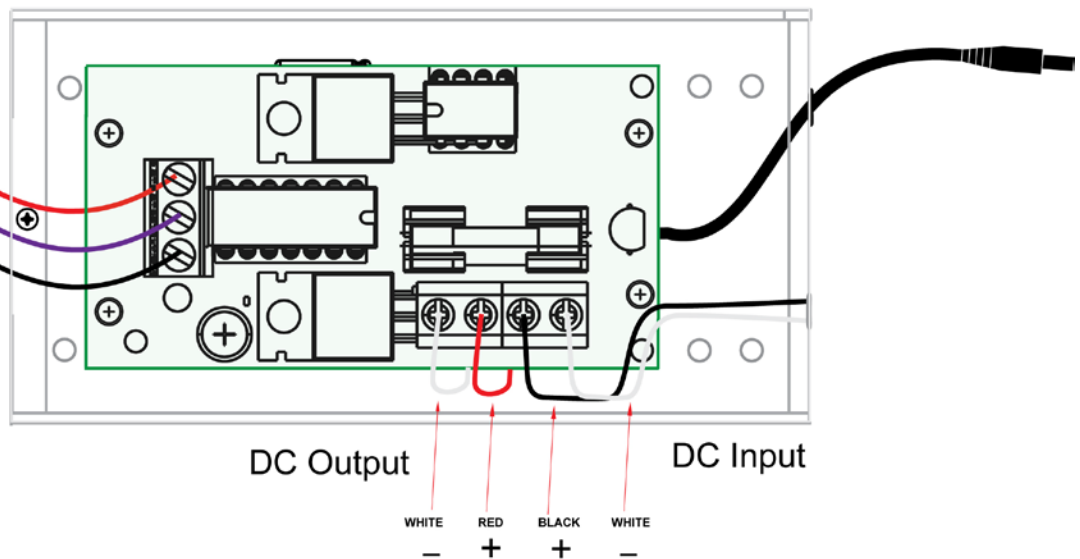 DC Output
DC Input
WHITE RED BLACK WHITE
– + + –